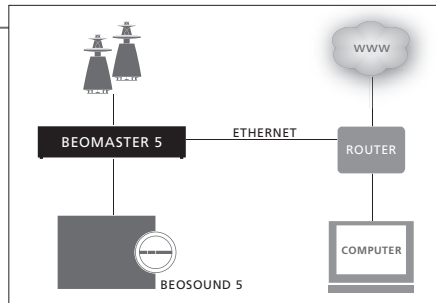 WWW
BEOMASTER 5
ETHERNET
ROUTER
COMPUTER
BEOSOUND 5